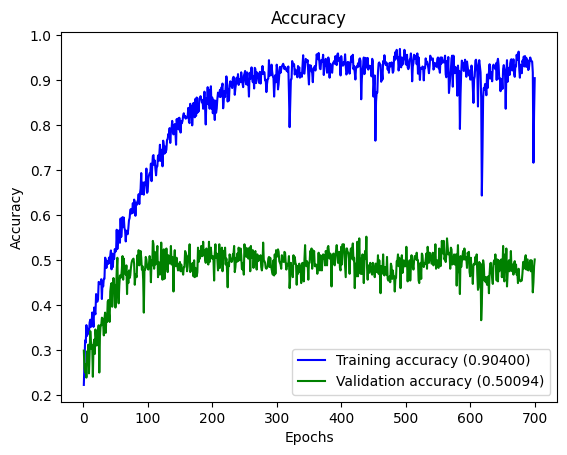 Accuracy
1.0
0.9
0.8
0.7
0.6
0.5
0.4
0.3
0.2
Accuracy
Training accuracy (0.90400)
Validation accuracy (0.50094)
0 100 200 300 400 500 600 700
Epochs